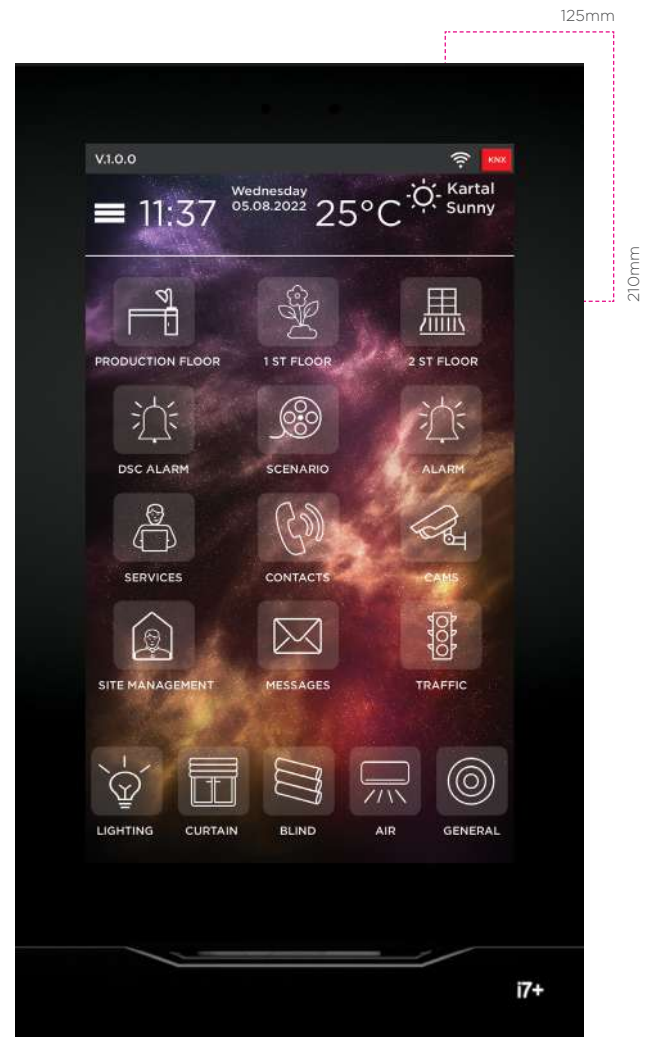 125mm
V.1.0.0
KNX
11:37
Wednesday
05.08.2022
25°C
Kartal
Sunny
210mm
PRODUCTION FLOOR
1 ST FLOOR
2 ST FLOOR
DSC ALARM
SCENARIO
ALARM
SERVICES
CONTACTS
CAMS
SITE MANAGEMENT
MESSAGES
TRAFFIC
LIGHTING
CURTAIN
BLIND
AIR
GENERAL
i7+